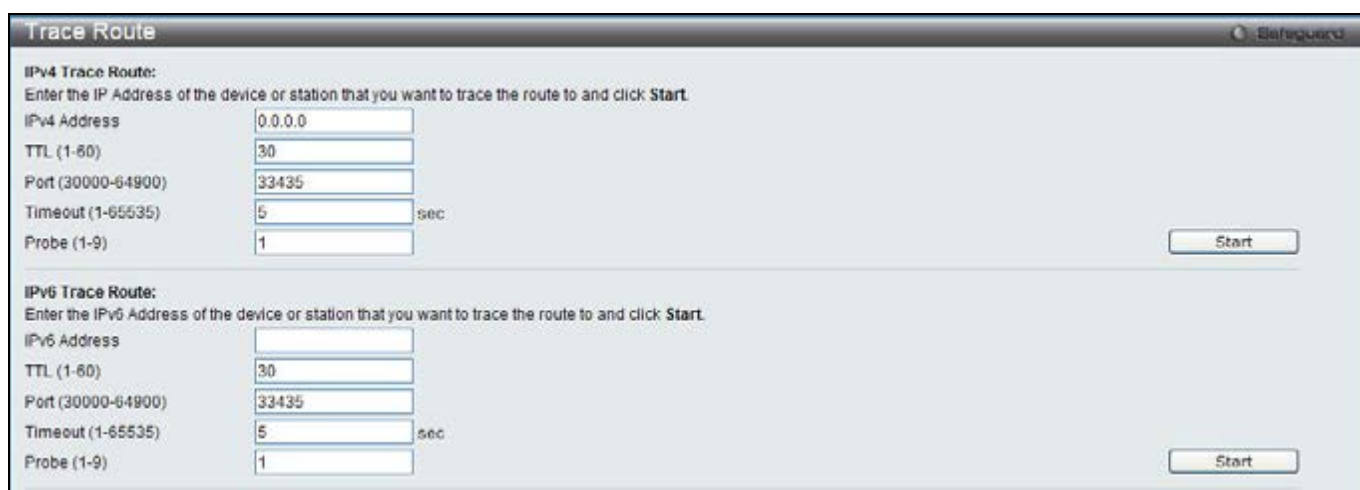 Trace Route
Safeguard
IPv4 Trace Route:
Enter the IP Address of the device or station that you want to trace the route to and click Start.
IPv4 Address 0.0.0.0
TTL (1-60) 30
Port (30000-64900) 33435
Timeout (1-65535) 5 sec
Probe (1-9) 1
Start
IPv6 Trace Route:
Enter the IPv6 Address of the device or station that you want to trace the route to and click Start.
IPv6 Address
TTL (1-60) 30
Port (30000-64900) 33435
Timeout (1-65535) 5 sec
Probe (1-9) 1
Start